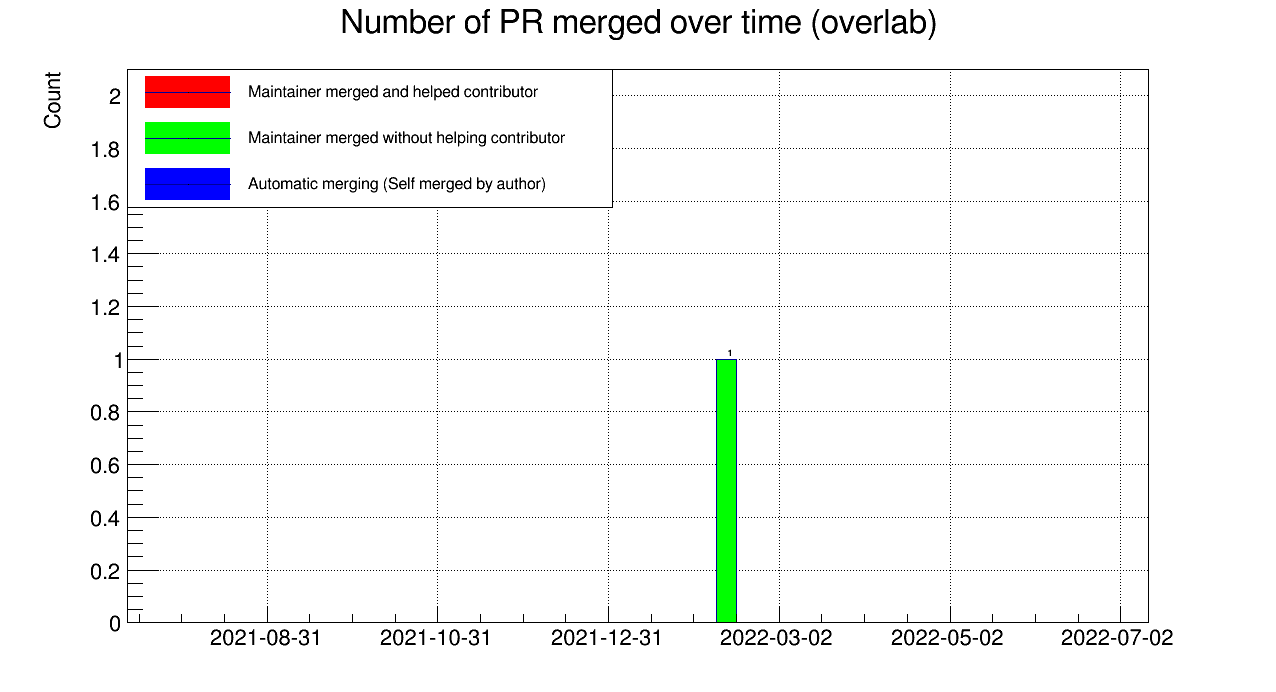 Number of PR merged over time (overlab)
Count
Maintainer merged and helped contributor
Maintainer merged without helping contributor
Automatic merging (Self merged by author)
2
1.8
1.6
1.4
1.2
1
0.8
0.6
0.4
0.2
0
1
2021-08-31 2021-10-31 2021-12-31 2022-03-02 2022-05-02 2022-07-02